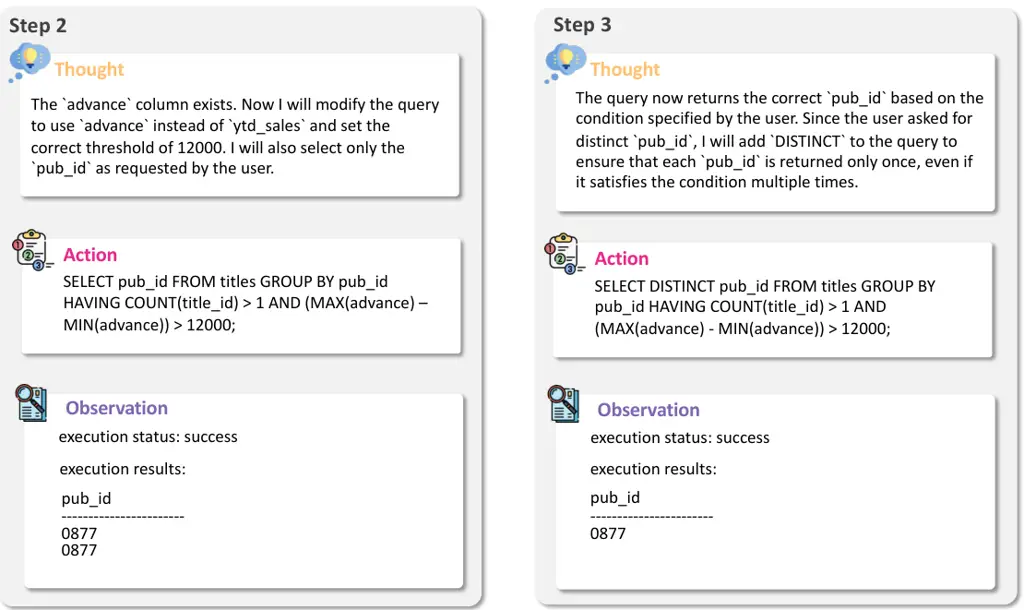 Step 2
Thought
The `advance` column exists. Now I will modify the query
to use `advance` instead of `ytd_sales` and set the
correct threshold of 12000. I will also select only the
`pub_id` as requested by the user.
Action
SELECT pub_id FROM titles GROUP BY pub_id
HAVING COUNT(title_id) > 1 AND (MAX(advance) –
MIN(advance)) > 12000;
Observation
execution status: success
execution results:
pub_id
-----------------------
0877
0877
Step 3
Thought
The query now returns the correct `pub_id` based on the
condition specified by the user. Since the user asked for
distinct `pub_id`, I will add `DISTINCT` to the query to
ensure that each `pub_id` is returned only once, even if
it satisfies the condition multiple times.
Action
SELECT DISTINCT pub_id FROM titles GROUP BY
pub_id HAVING COUNT(title_id) > 1 AND
(MAX(advance) - MIN(advance)) > 12000;
Observation
execution status: success
execution results:
pub_id
-----------------------
0877